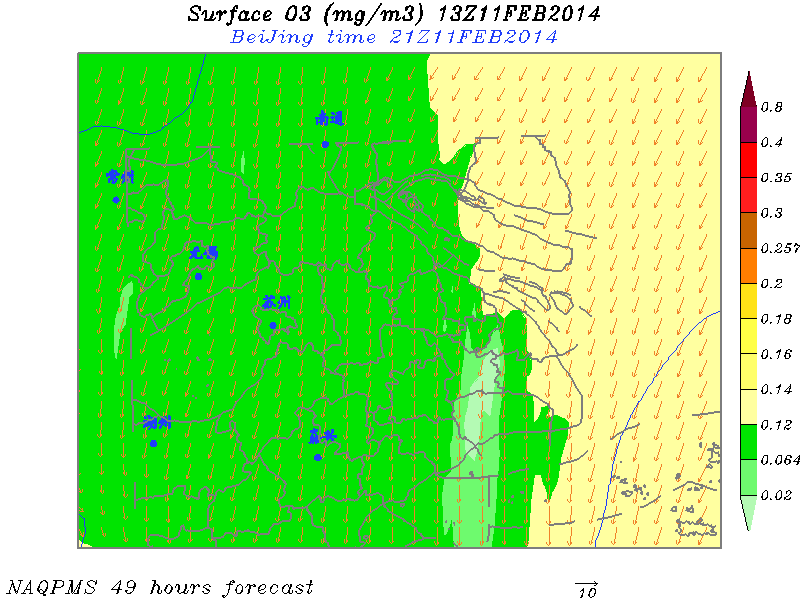 Surface O3 (mg/m3) 13Z11FEB2014
BeiJing time 21Z11FEB2014
南通
常州
无锡
苏州
湖州
嘉兴
0.8
0.4
0.35
0.3
0.257
0.2
0.18
0.16
0.14
0.12
0.064
0.02
NAQPMS 49 hours forecast
10